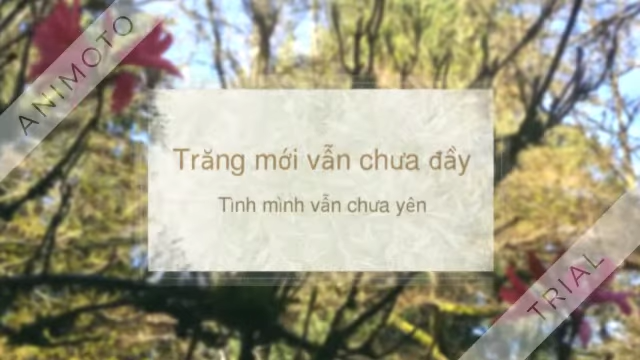 ANIMOTO
Trăng mới vẫn chưa đầy
Tình mình vẫn chưa yên
TRIAL